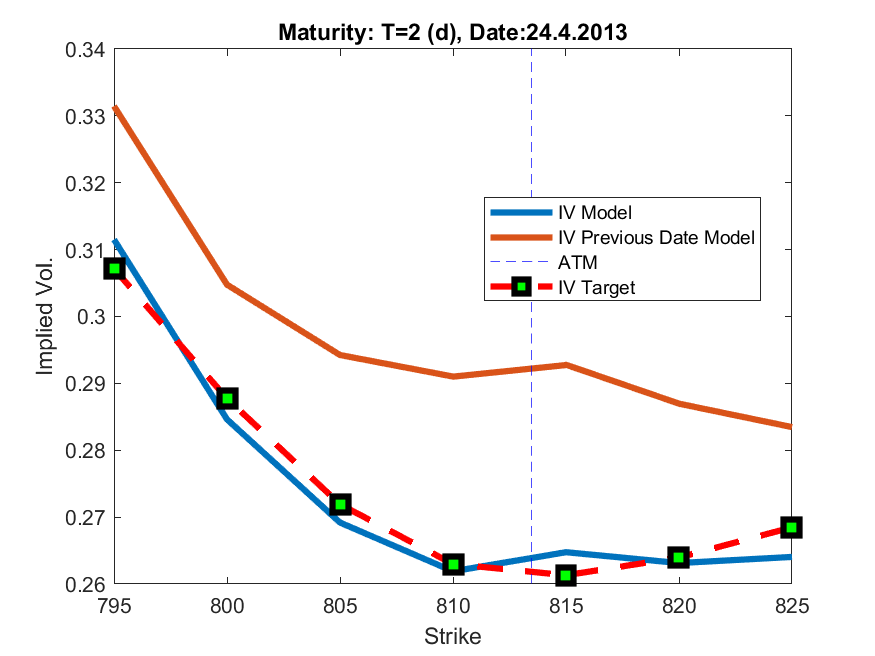 Maturity: T=2 (d), Date:24.4.2013
0.34
0.33
0.32
0.31
0.3
0.29
0.28
0.27
0.26
Implied Vol.
IV Model
IV Previous Date Model
ATM
IV Target
795 800 805 810 815 820 825
Strike